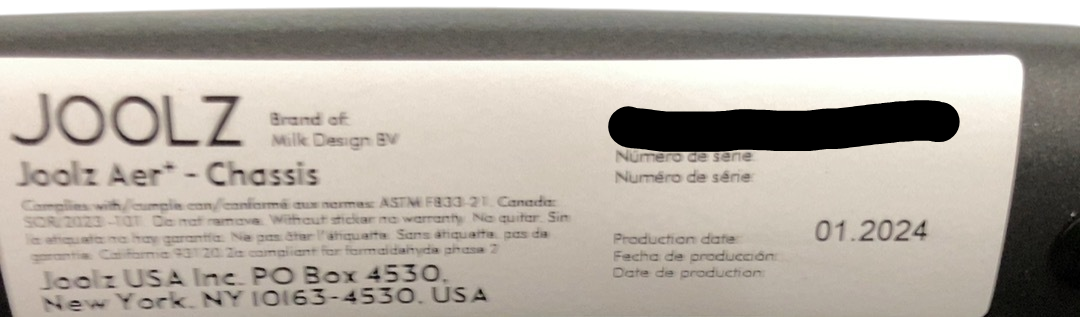 JOOLZ
Brand of:
Milk Design BV
Joolz Aer+ - Chassis
Complies with/cumple con/conforme aux normes: ASTM F833-21. Canada:
SOR/2023-101. Do not remove. Without sticker no warranty. No quitar. Sin
la etiqueta no hay garantía. Ne pas ôter l'étiquette. Sans étiquette, pas de
garantie. California 93120.2a compliant for formaldehyde phase 2
Joolz USA Inc. PO Box 4530,
New York, NY 10163-4530, USA
Número de serie:
Numéro de série:
Production date: 01.2024
Fecha de producción:
Date de production: